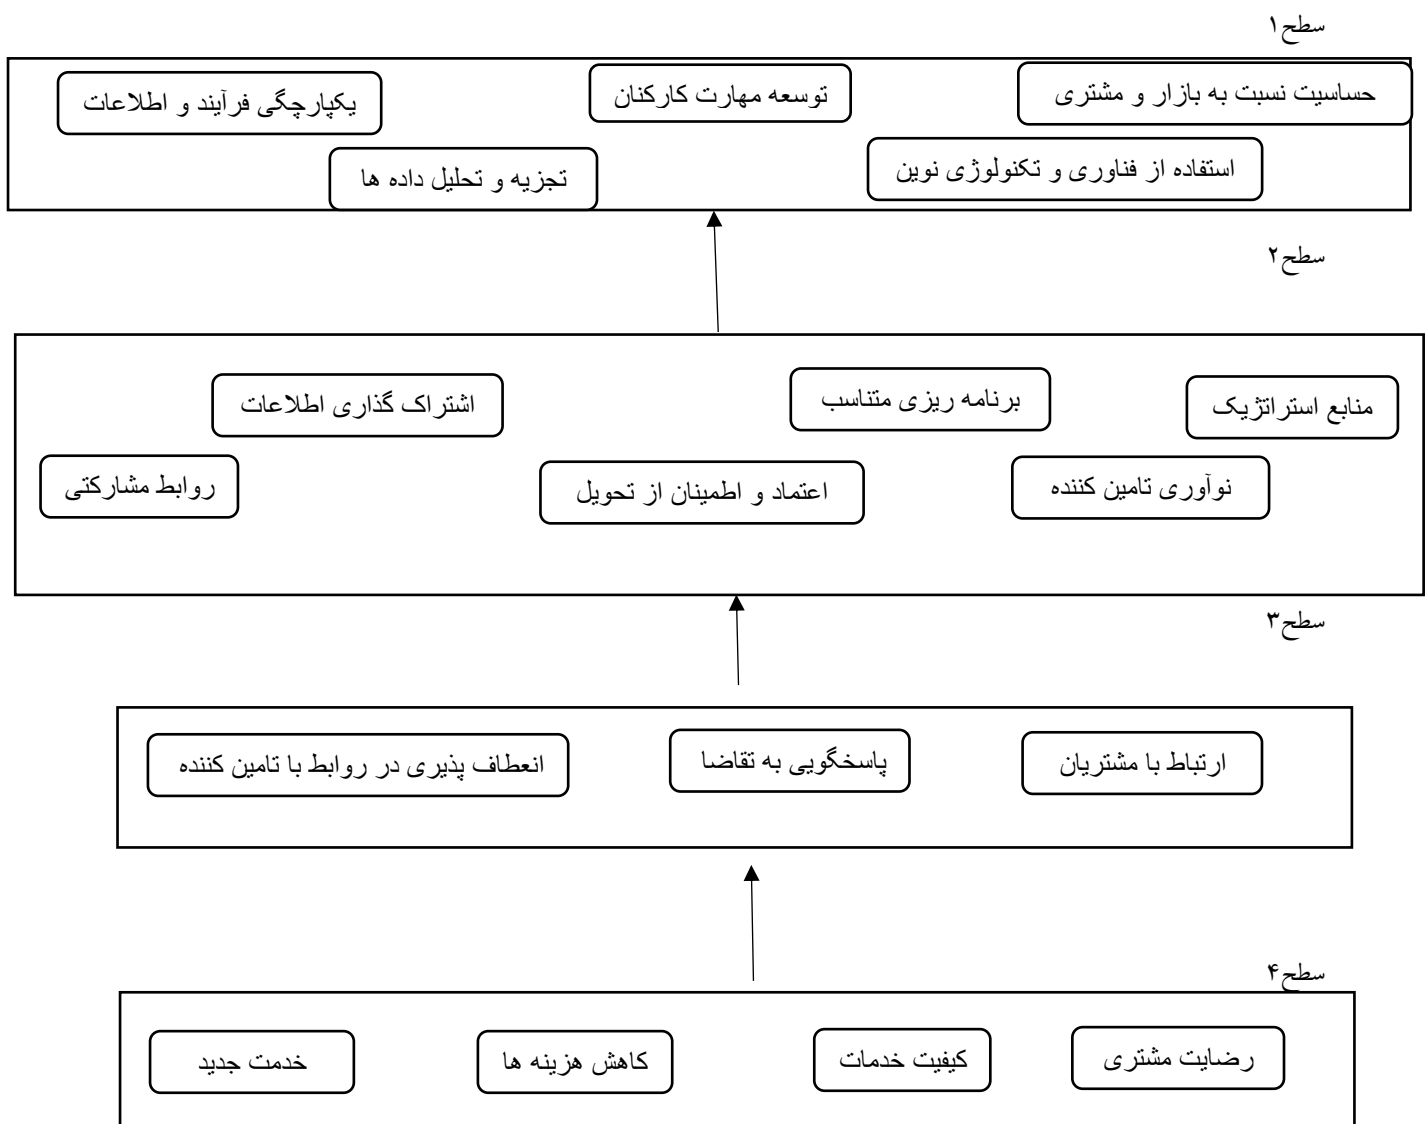 سطح۱
حساسیت نسبت به بازار و مشتری
توسعه مهارت کارکنان
یکپارچگی فرآیند و اطلاعات
استفاده از فناوری و تکنولوژی نوین
تجزیه و تحلیل داده ها
سطح۲
منابع استراتژیک
برنامه ریزی متناسب
اشتراک گذاری اطلاعات
نوآوری تامین کننده
اعتماد و اطمینان از تحویل
روابط مشارکتی
سطح۳
ارتباط با مشتریان
پاسخگویی به تقاضا
انعطاف پذیری در روابط با تامین کننده
سطح۴
رضایت مشتری
کیفیت خدمات
کاهش هزینه ها
خدمت جدید